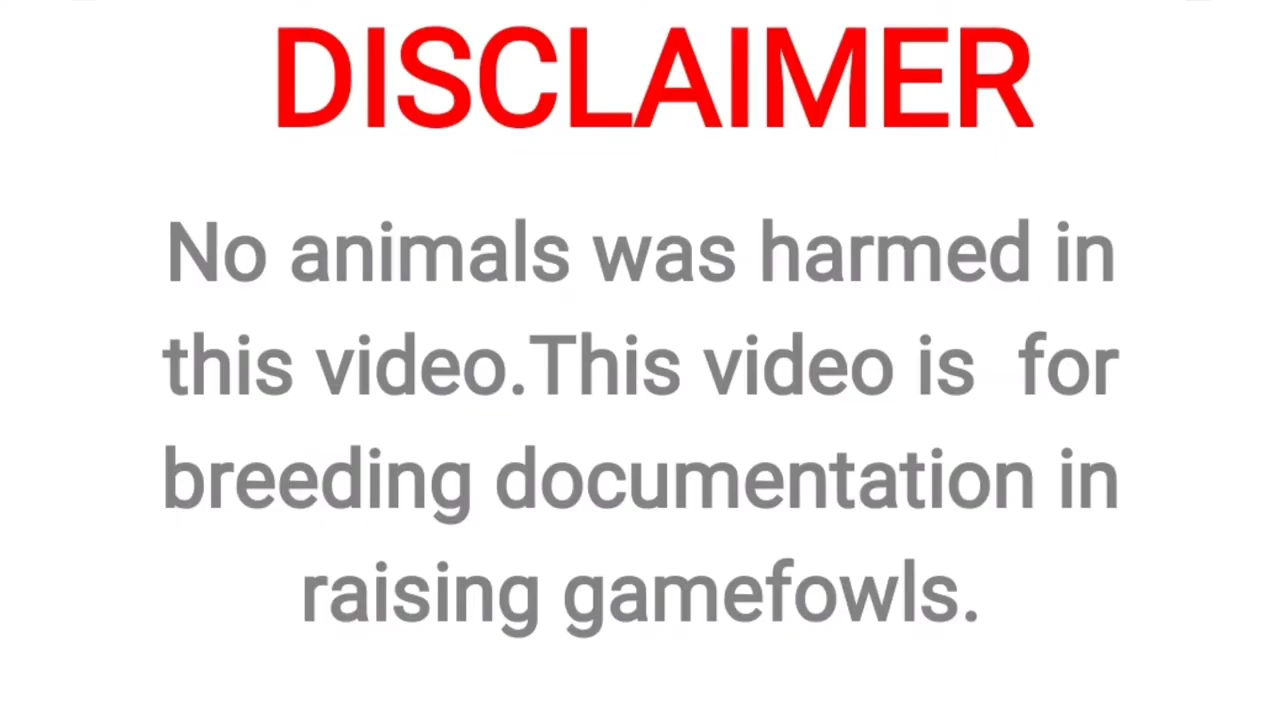 DISCLAIMER
No animals was harmed in
this video.This video is  for
breeding documentation in
raising gamefowls.